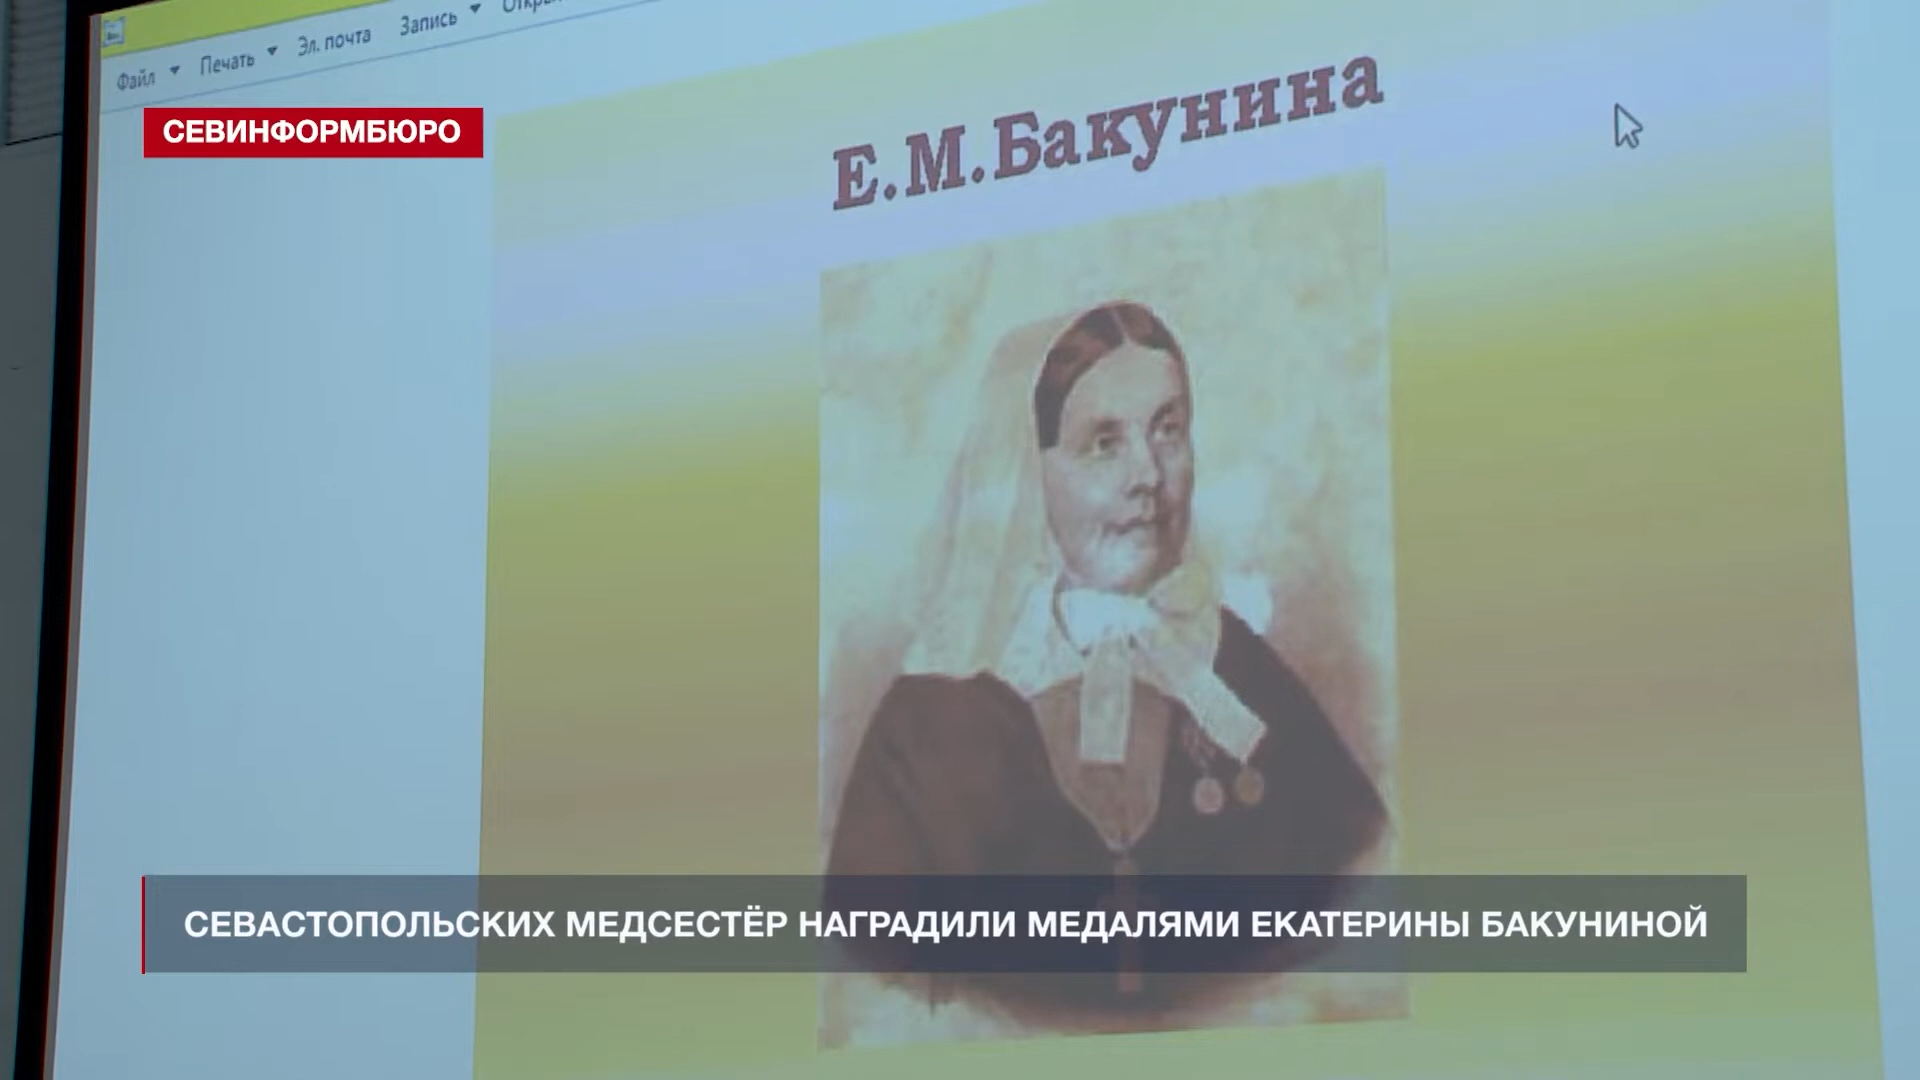 Файл Печать Эл. почта Запись
СЕВИНФОРМБЮРО
Е.М.Бакунина
СЕВАСТОПОЛЬСКИХ МЕДСЕСТЁР НАГРАДИЛИ МЕДАЛЯМИ ЕКАТЕРИНЫ БАКУНИНОЙ